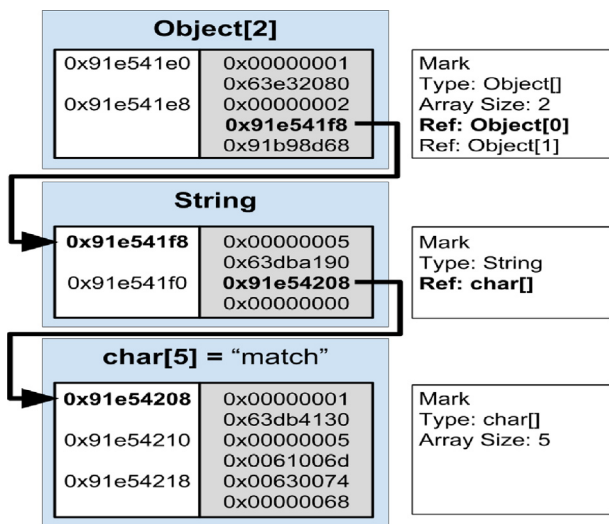 Object[2]
0x91e541e0 0x00000001 Mark
0x63e32080 Type: Object[]
0x91e541e8 0x00000002 Array Size: 2
0x91e541f8 Ref: Object[0]
0x91b98d68 Ref: Object[1]
String
0x91e541f8 0x00000005 Mark
0x63dba190 Type: String
0x91e541f0 0x91e54208 Ref: char[]
0x00000000
char[5] = “match”
0x91e54208 0x00000001 Mark
0x63db4130 Type: char[]
0x91e54210 0x00000005 Array Size: 5
0x0061006d
0x91e54218 0x00630074
0x00000068